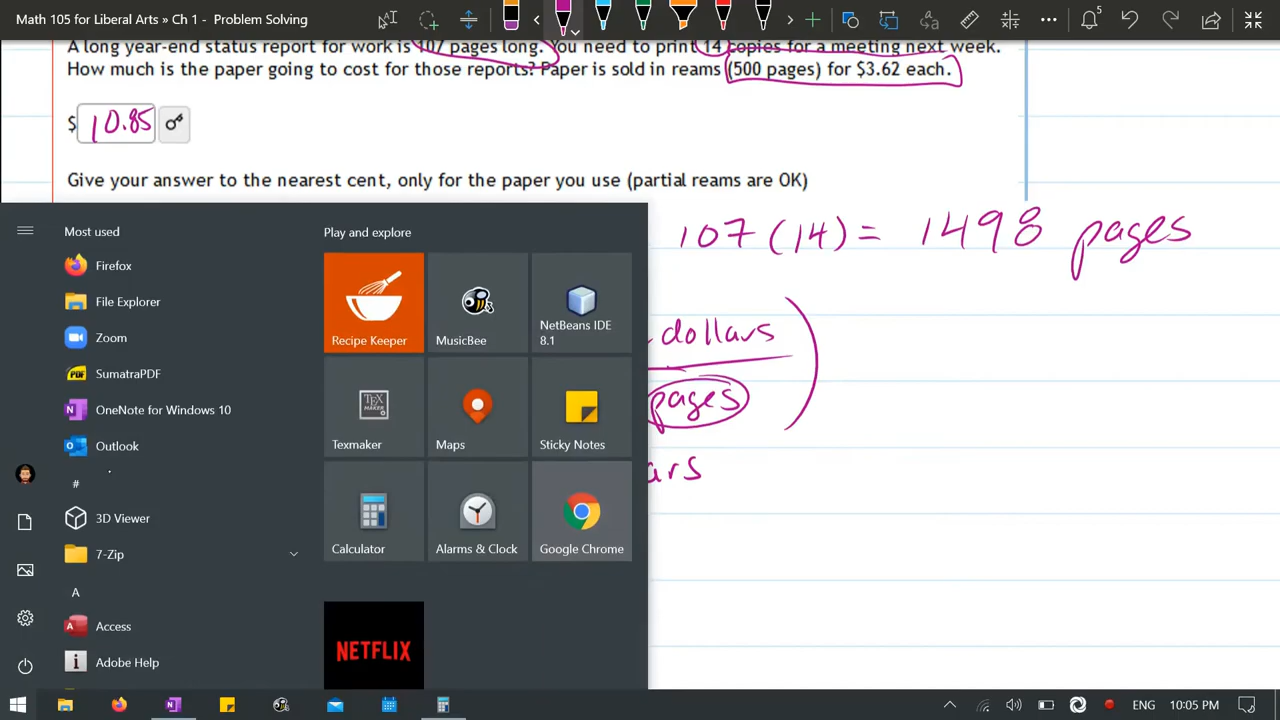 Math 105 for Liberal Arts » Ch 1 - Problem Solving
A long year-end status report for work is 107 pages long. You need to print 14 copies for a meeting next week.
How much is the paper going to cost for those reports? Paper is sold in reams (500 pages) for $3.62 each.
$ 10.85
Give your answer to the nearest cent, only for the paper you use (partial reams are OK)
107 (14) = 1498 pages
dollars
pages
ars
Most used
Firefox
File Explorer
Zoom
SumatraPDF
OneNote for Windows 10
Outlook
#
3D Viewer
7-Zip
A
Access
Adobe Help
Play and explore
Recipe Keeper
MusicBee
NetBeans IDE
8.1
TEX
MAKER
Texmaker
Maps
Sticky Notes
Calculator
Alarms & Clock
Google Chrome
NETFLIX
ENG
10:05 PM